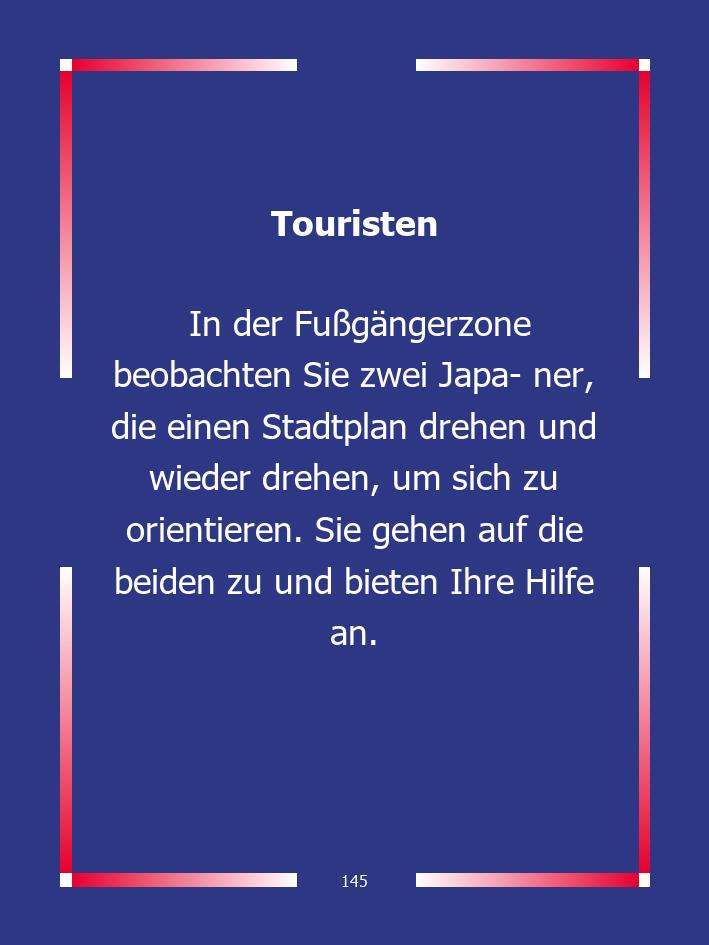 Touristen
In der Fußgängerzone
beobachten Sie zwei Japa- ner,
die einen Stadtplan drehen und
wieder drehen, um sich zu
orientieren. Sie gehen auf die
beiden zu und bieten Ihre Hilfe
an.
145